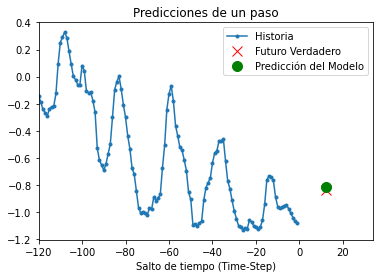 Predicciones de un paso
Historia
Futuro Verdadero
Predicción del Modelo
0.4
0.2
0.0
−0.2
−0.4
−0.6
−0.8
−1.0
−1.2
−120 −100 −80 −60 −40 −20 0 20
Salto de tiempo (Time-Step)